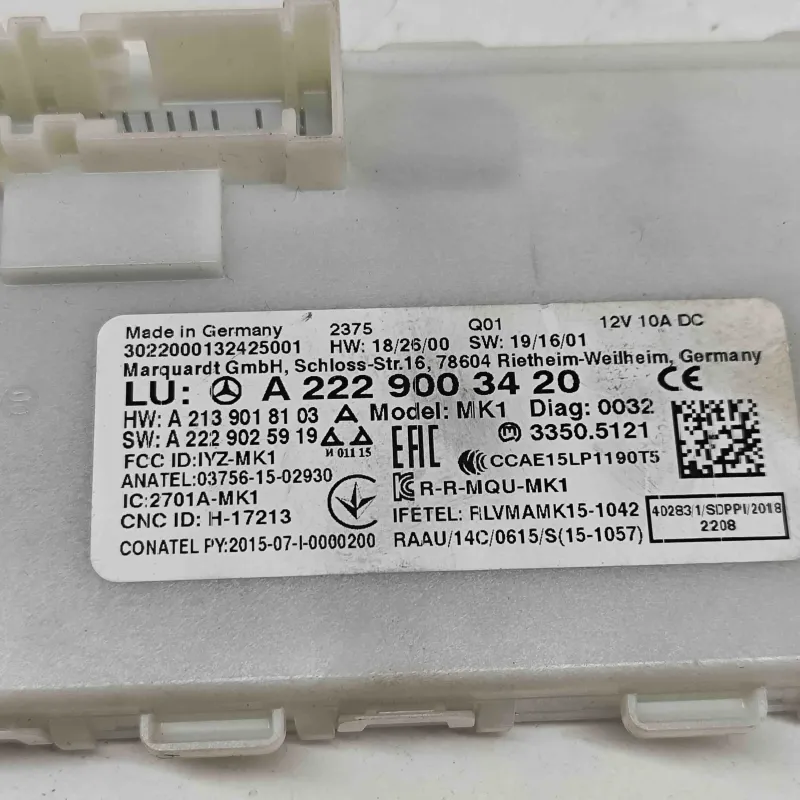 Made in Germany 2375 Q01 12V 10A DC
3022000132425001 HW: 18/26/00 SW: 19/16/01
Marquardt GmbH, Schloss-Str.16, 78604 Rietheim-Weilheim, Germany
LU: A 222 900 34 20 CE
HW: A 213 901 81 03 Model: MK1 Diag: 0032
SW: A 222 902 59 19 EAC 3350.5121
И 01115
FCC ID:IYZ-MK1 CCAE15LP1190T5
ANATEL:03756-15-02930
IC:2701A-MK1 R-R-MQU-MK1
CNC ID: H-17213 IFETEL: RLVMAMK15-1042 40283/1/SDPPI/2018
2208
CONATEL PY:2015-07-I-0000200 RAAU/14C/0615/S(15-1057)